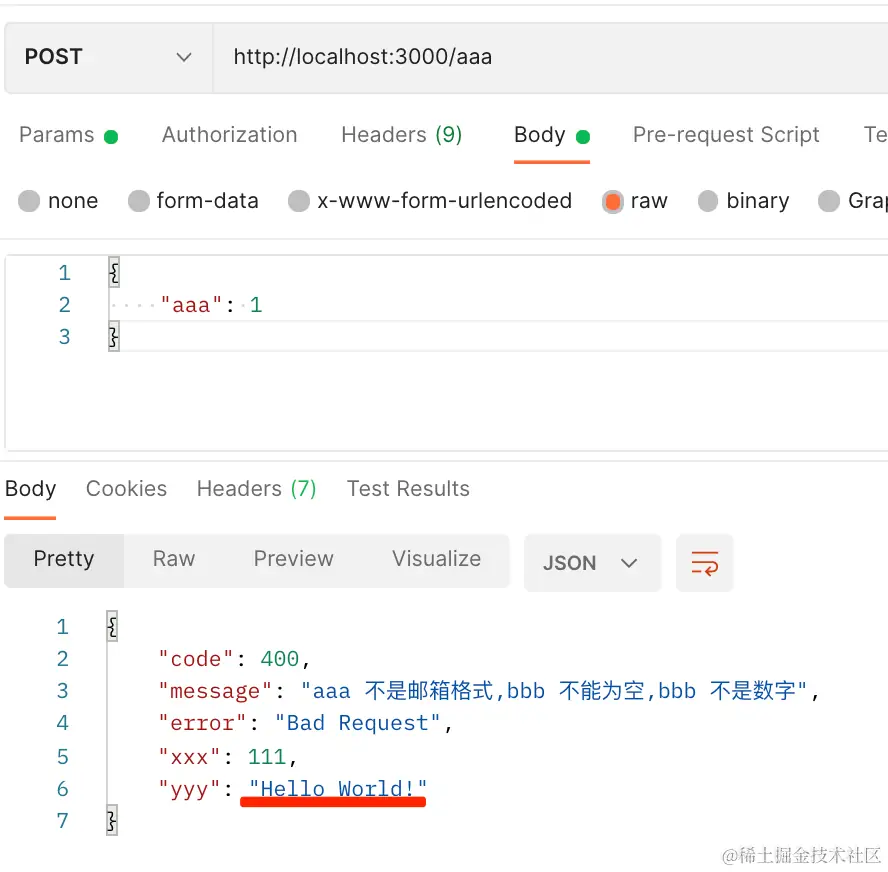 POST http://localhost:3000/aaa
Params Authorization Headers (9) Body Pre-request Script Te
none form-data x-www-form-urlencoded raw binary Grap
1 {
2 "aaa": 1
3 }
Body Cookies Headers (7) Test Results
Pretty Raw Preview Visualize JSON
1 {
2 "code": 400,
3 "message": "aaa 不是邮箱格式,bbb 不能为空,bbb 不是数字",
4 "error": "Bad Request",
5 "xxx": 111,
6 "yyy": "Hello World!"
7 }
@稀土掘金技术社区